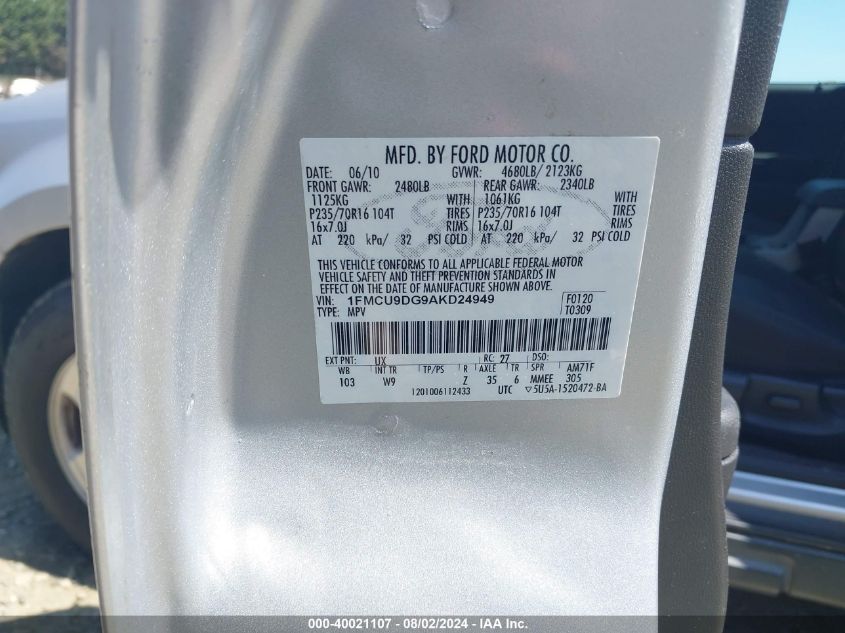 MFD. BY FORD MOTOR CO.
DATE: 06/10 GVWR: 4680LB/ 2123KG
FRONT GAWR: 2480LB REAR GAWR: 2340LB
1125KG WITH 1061KG WITH
P235/70R16 104T TIRES P235/70R16 104T TIRES
16x7.0J RIMS 16x7.0J RIMS
AT 220 kPa/ 32 PSI COLD AT 220 kPa/ 32 PSI COLD
THIS VEHICLE CONFORMS TO ALL APPLICABLE FEDERAL MOTOR
VEHICLE SAFETY AND THEFT PREVENTION STANDARDS IN
EFFECT ON THE DATE OF MANUFACTURE SHOWN ABOVE.
VIN: 1FMCU9DG9AKD24949 F0120
TYPE: MPV T0309
EXT PNT: UX RC: 27 DSO:
WB INT TR TP/PS R AXLE TR SPR AM71F
103 W9 Z 35 6 MMEE 305
1201006112433 UTC ▽5U5A-1520472-BA
000-40021107 - 08/02/2024 - IAA Inc.